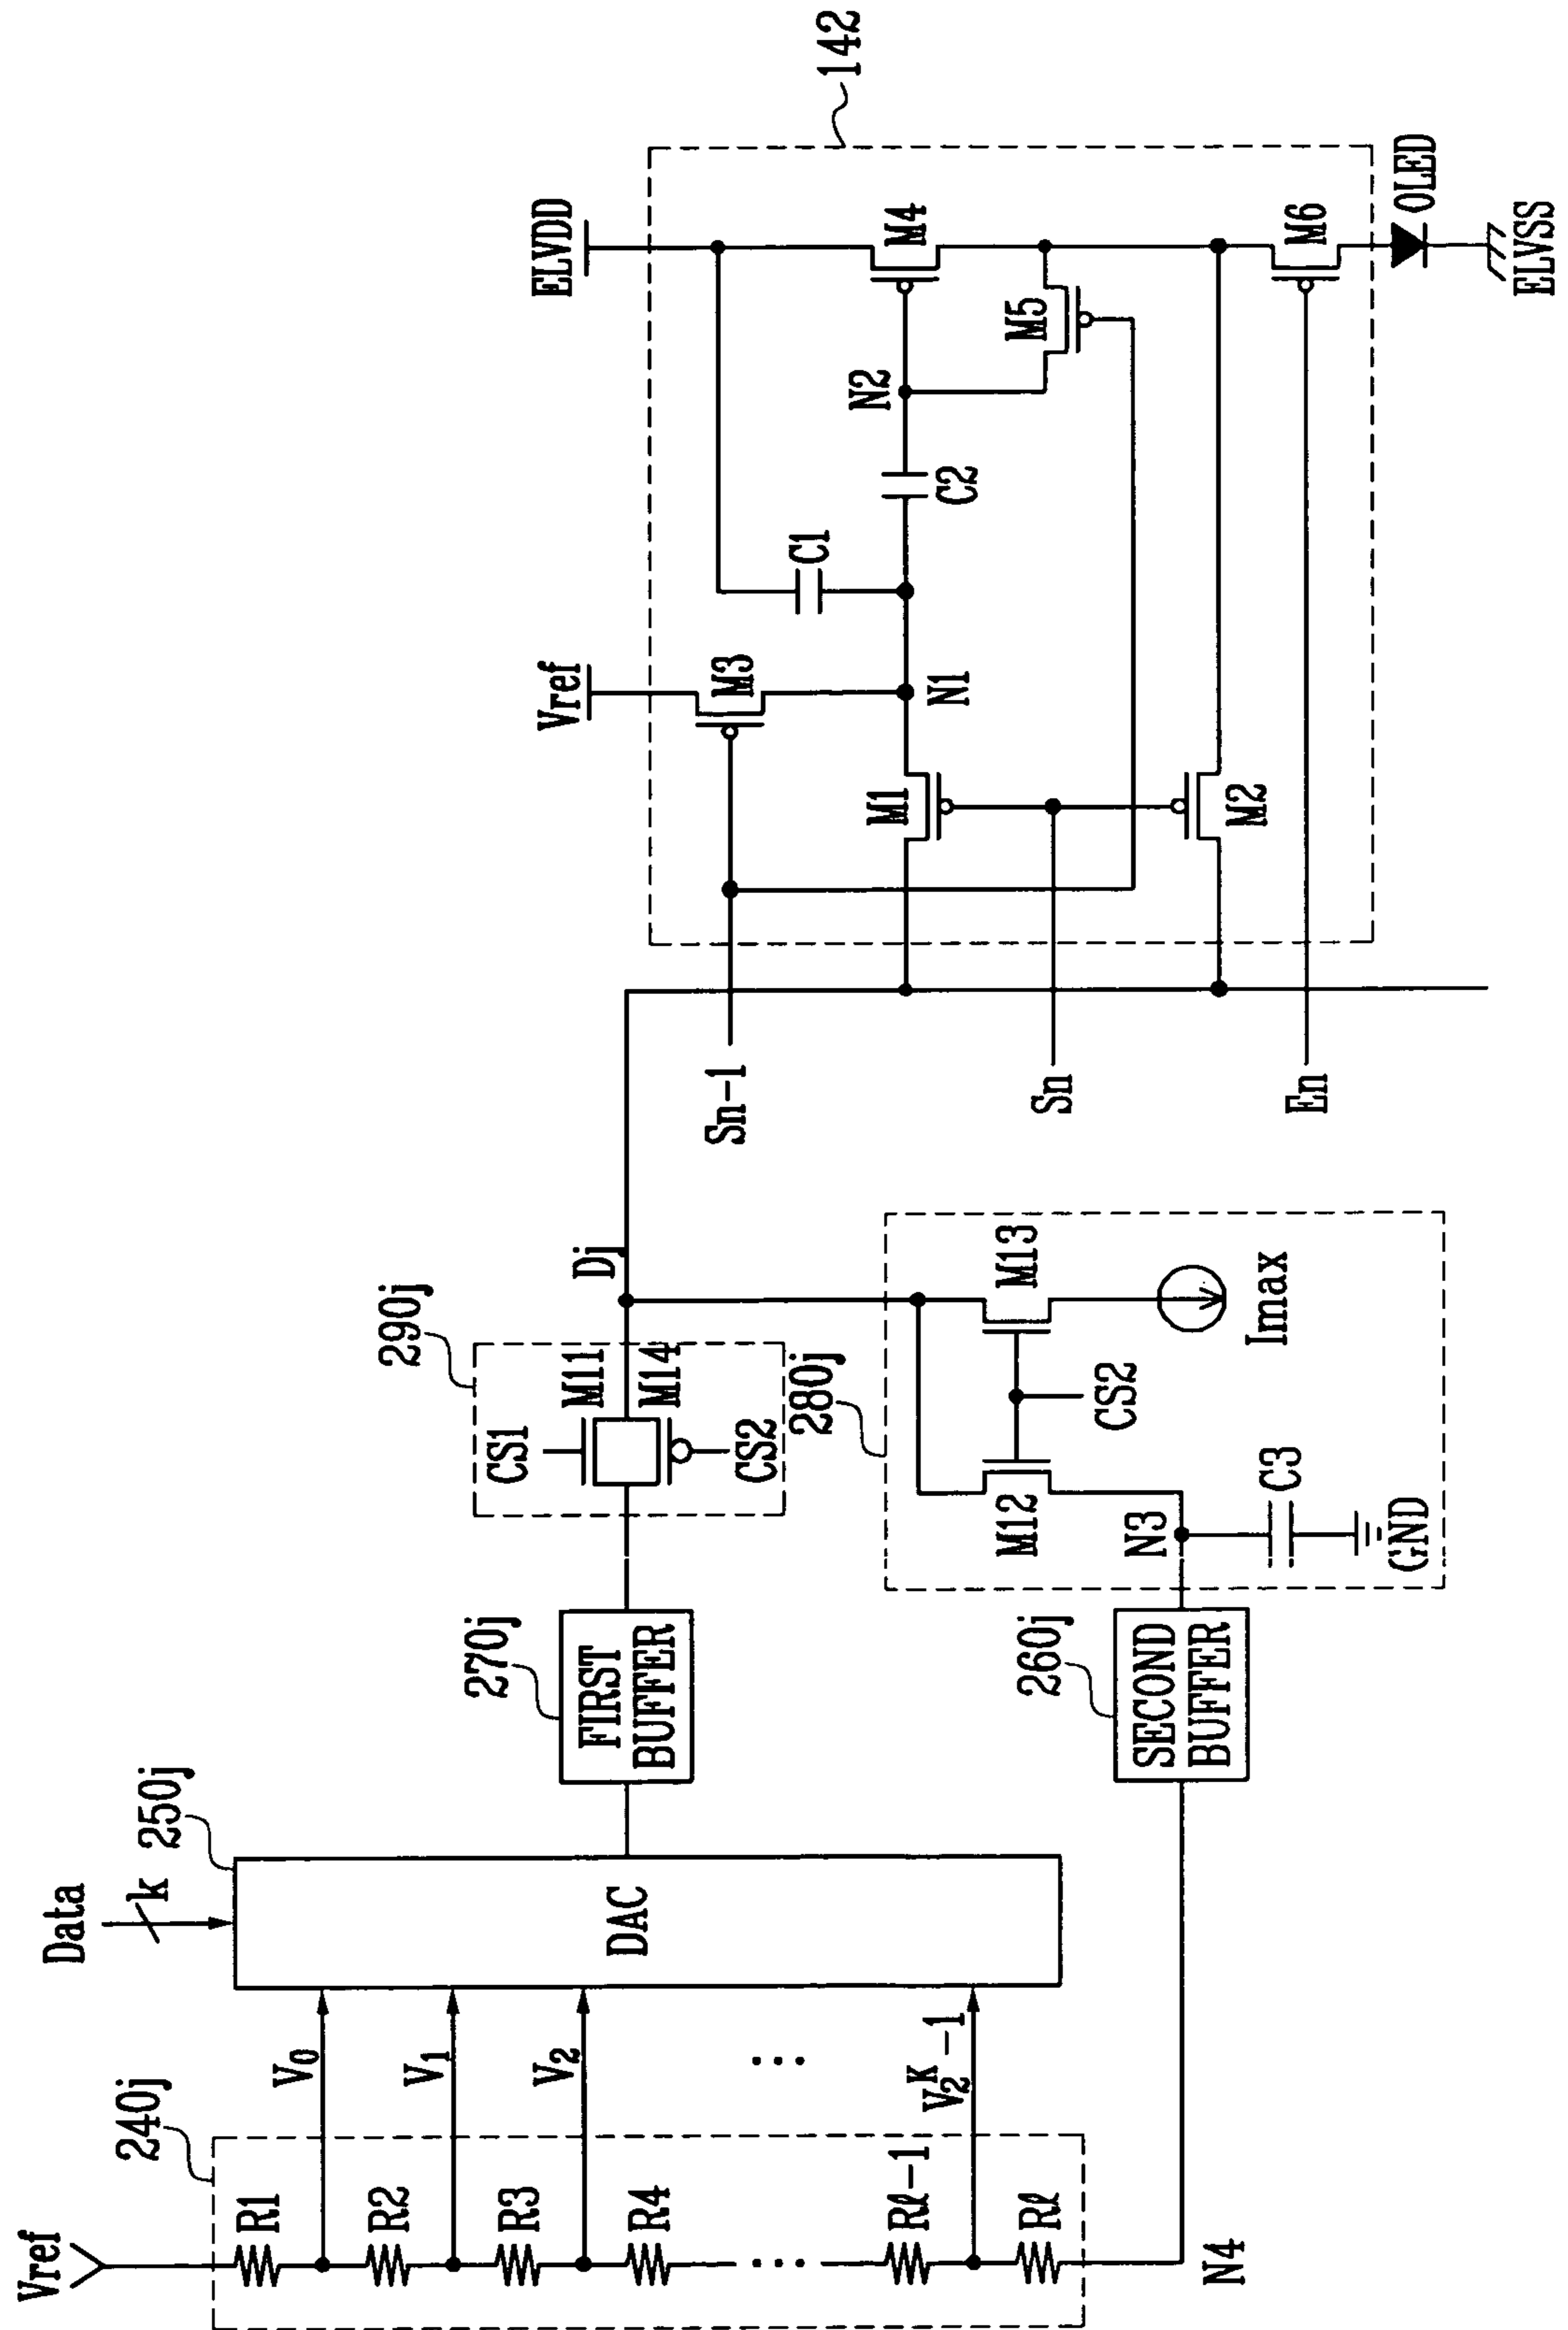 Vref
240j
R1
R2
R3
R4
...
Rℓ-1
Rℓ
N4
V0
V1
V2
...
V2^K-1
Data
k
250j
DAC
270j
FIRST
BUFFER
260j
SECOND
BUFFER
290j
CS1
M11
M14
CS2
Dj
280j
M12
M13
CS2
N3
C3
GND
Imax
Sn-1
Sn
En
142
Vref
ELVDD
M3
C1
N1
M1
M2
C2
N2
M4
M5
M6
OLED
ELVSS